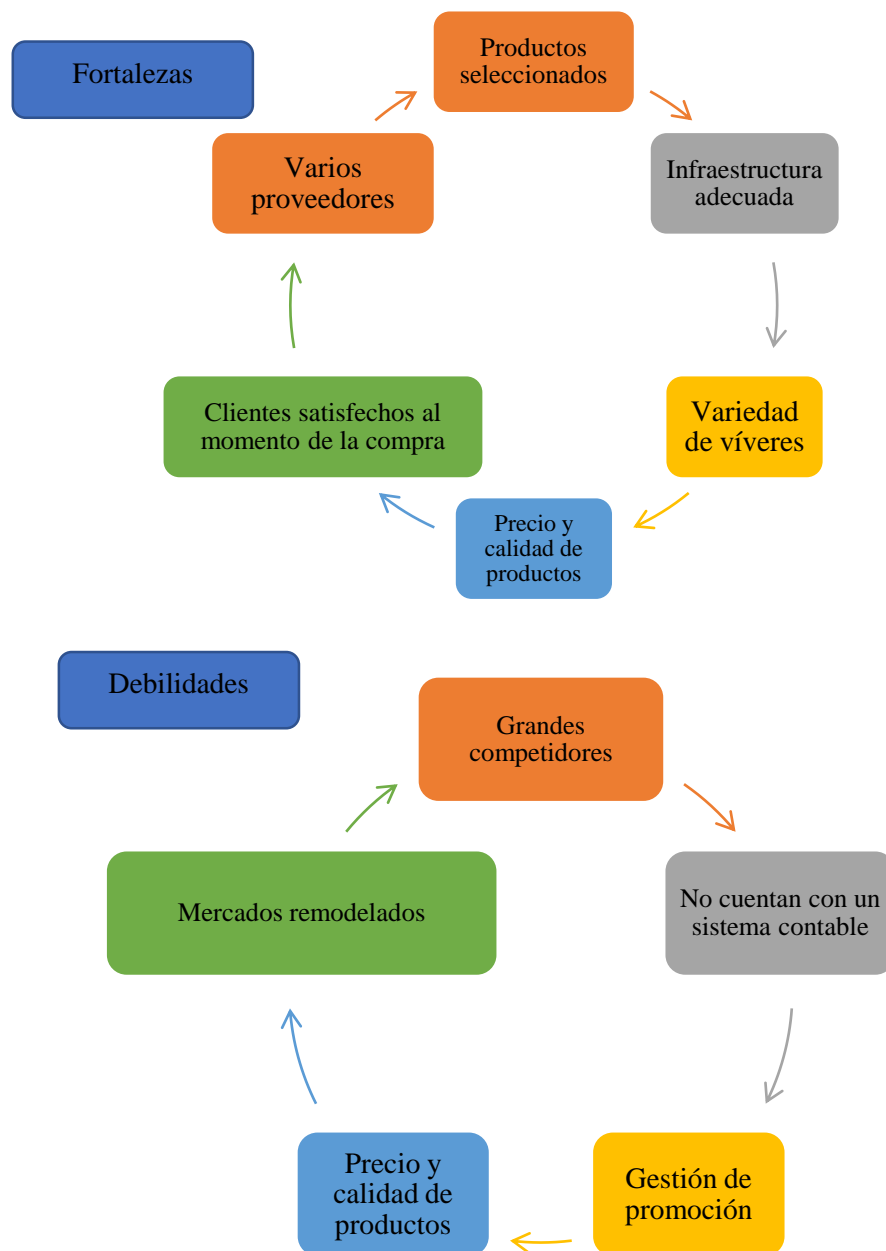 Fortalezas
Productos
seleccionados
Varios
proveedores
Infraestructura
adecuada
Clientes satisfechos al
momento de la compra
Variedad
de víveres
Precio y
calidad de
productos
Debilidades
Grandes
competidores
Mercados remodelados
No cuentan con un
sistema contable
Precio y
calidad de
productos
Gestión de
promoción